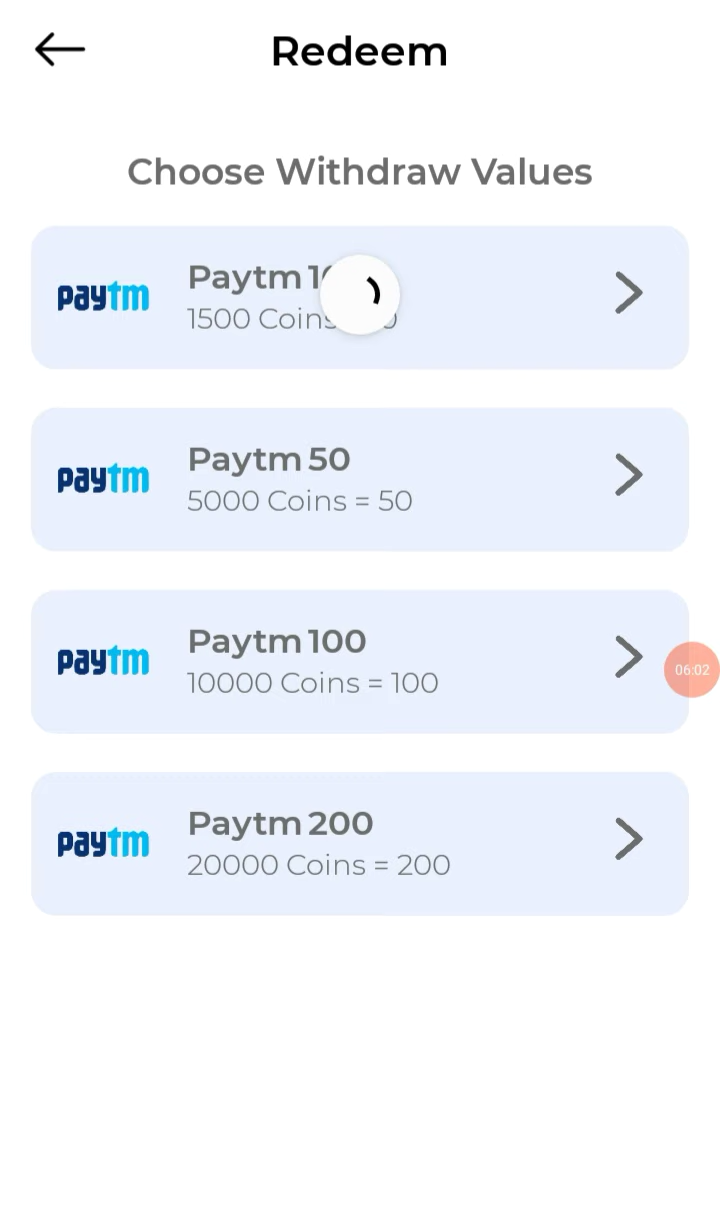 Redeem
Choose Withdraw Values
paytm
Paytm
1500 Coins
paytm
Paytm 50
5000 Coins = 50
paytm
Paytm 100
10000 Coins = 100
06:02
paytm
Paytm 200
20000 Coins = 200